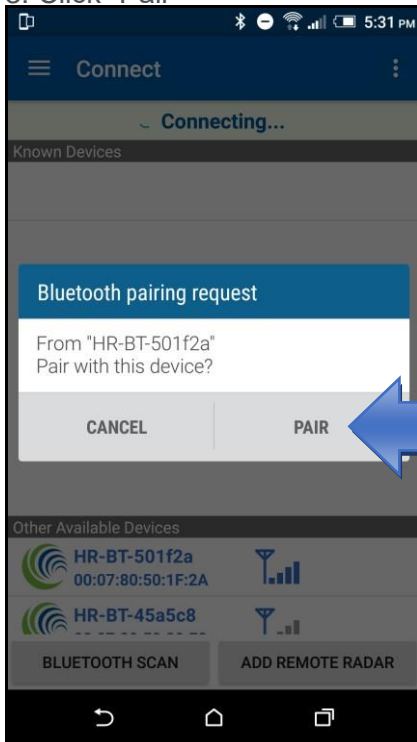 5:31 PM
Connect
Connecting...
Known Devices
Bluetooth pairing request
From "HR-BT-501f2a"
Pair with this device?
CANCEL
PAIR
Other Available Devices
HR-BT-501f2a
00:07:80:50:1F:2A
HR-BT-45a5c8
BLUETOOTH SCAN
ADD REMOTE RADAR